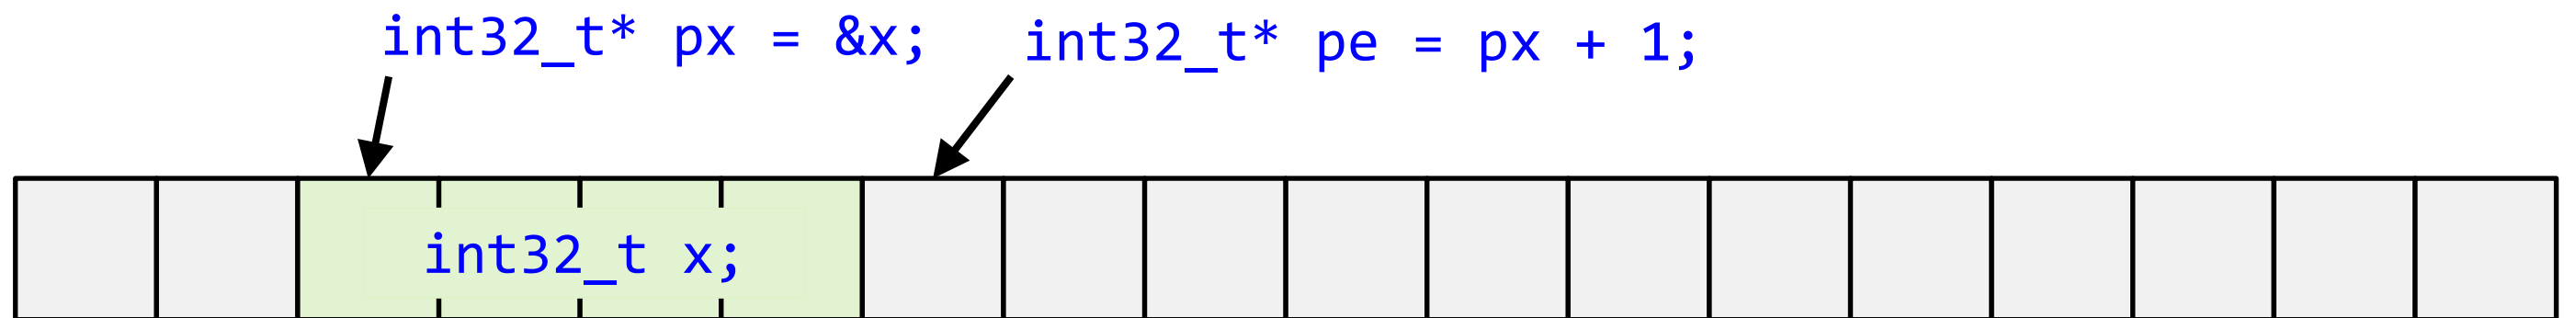 int32_t* px = &x;
int32_t* pe = px + 1;
int32_t x;